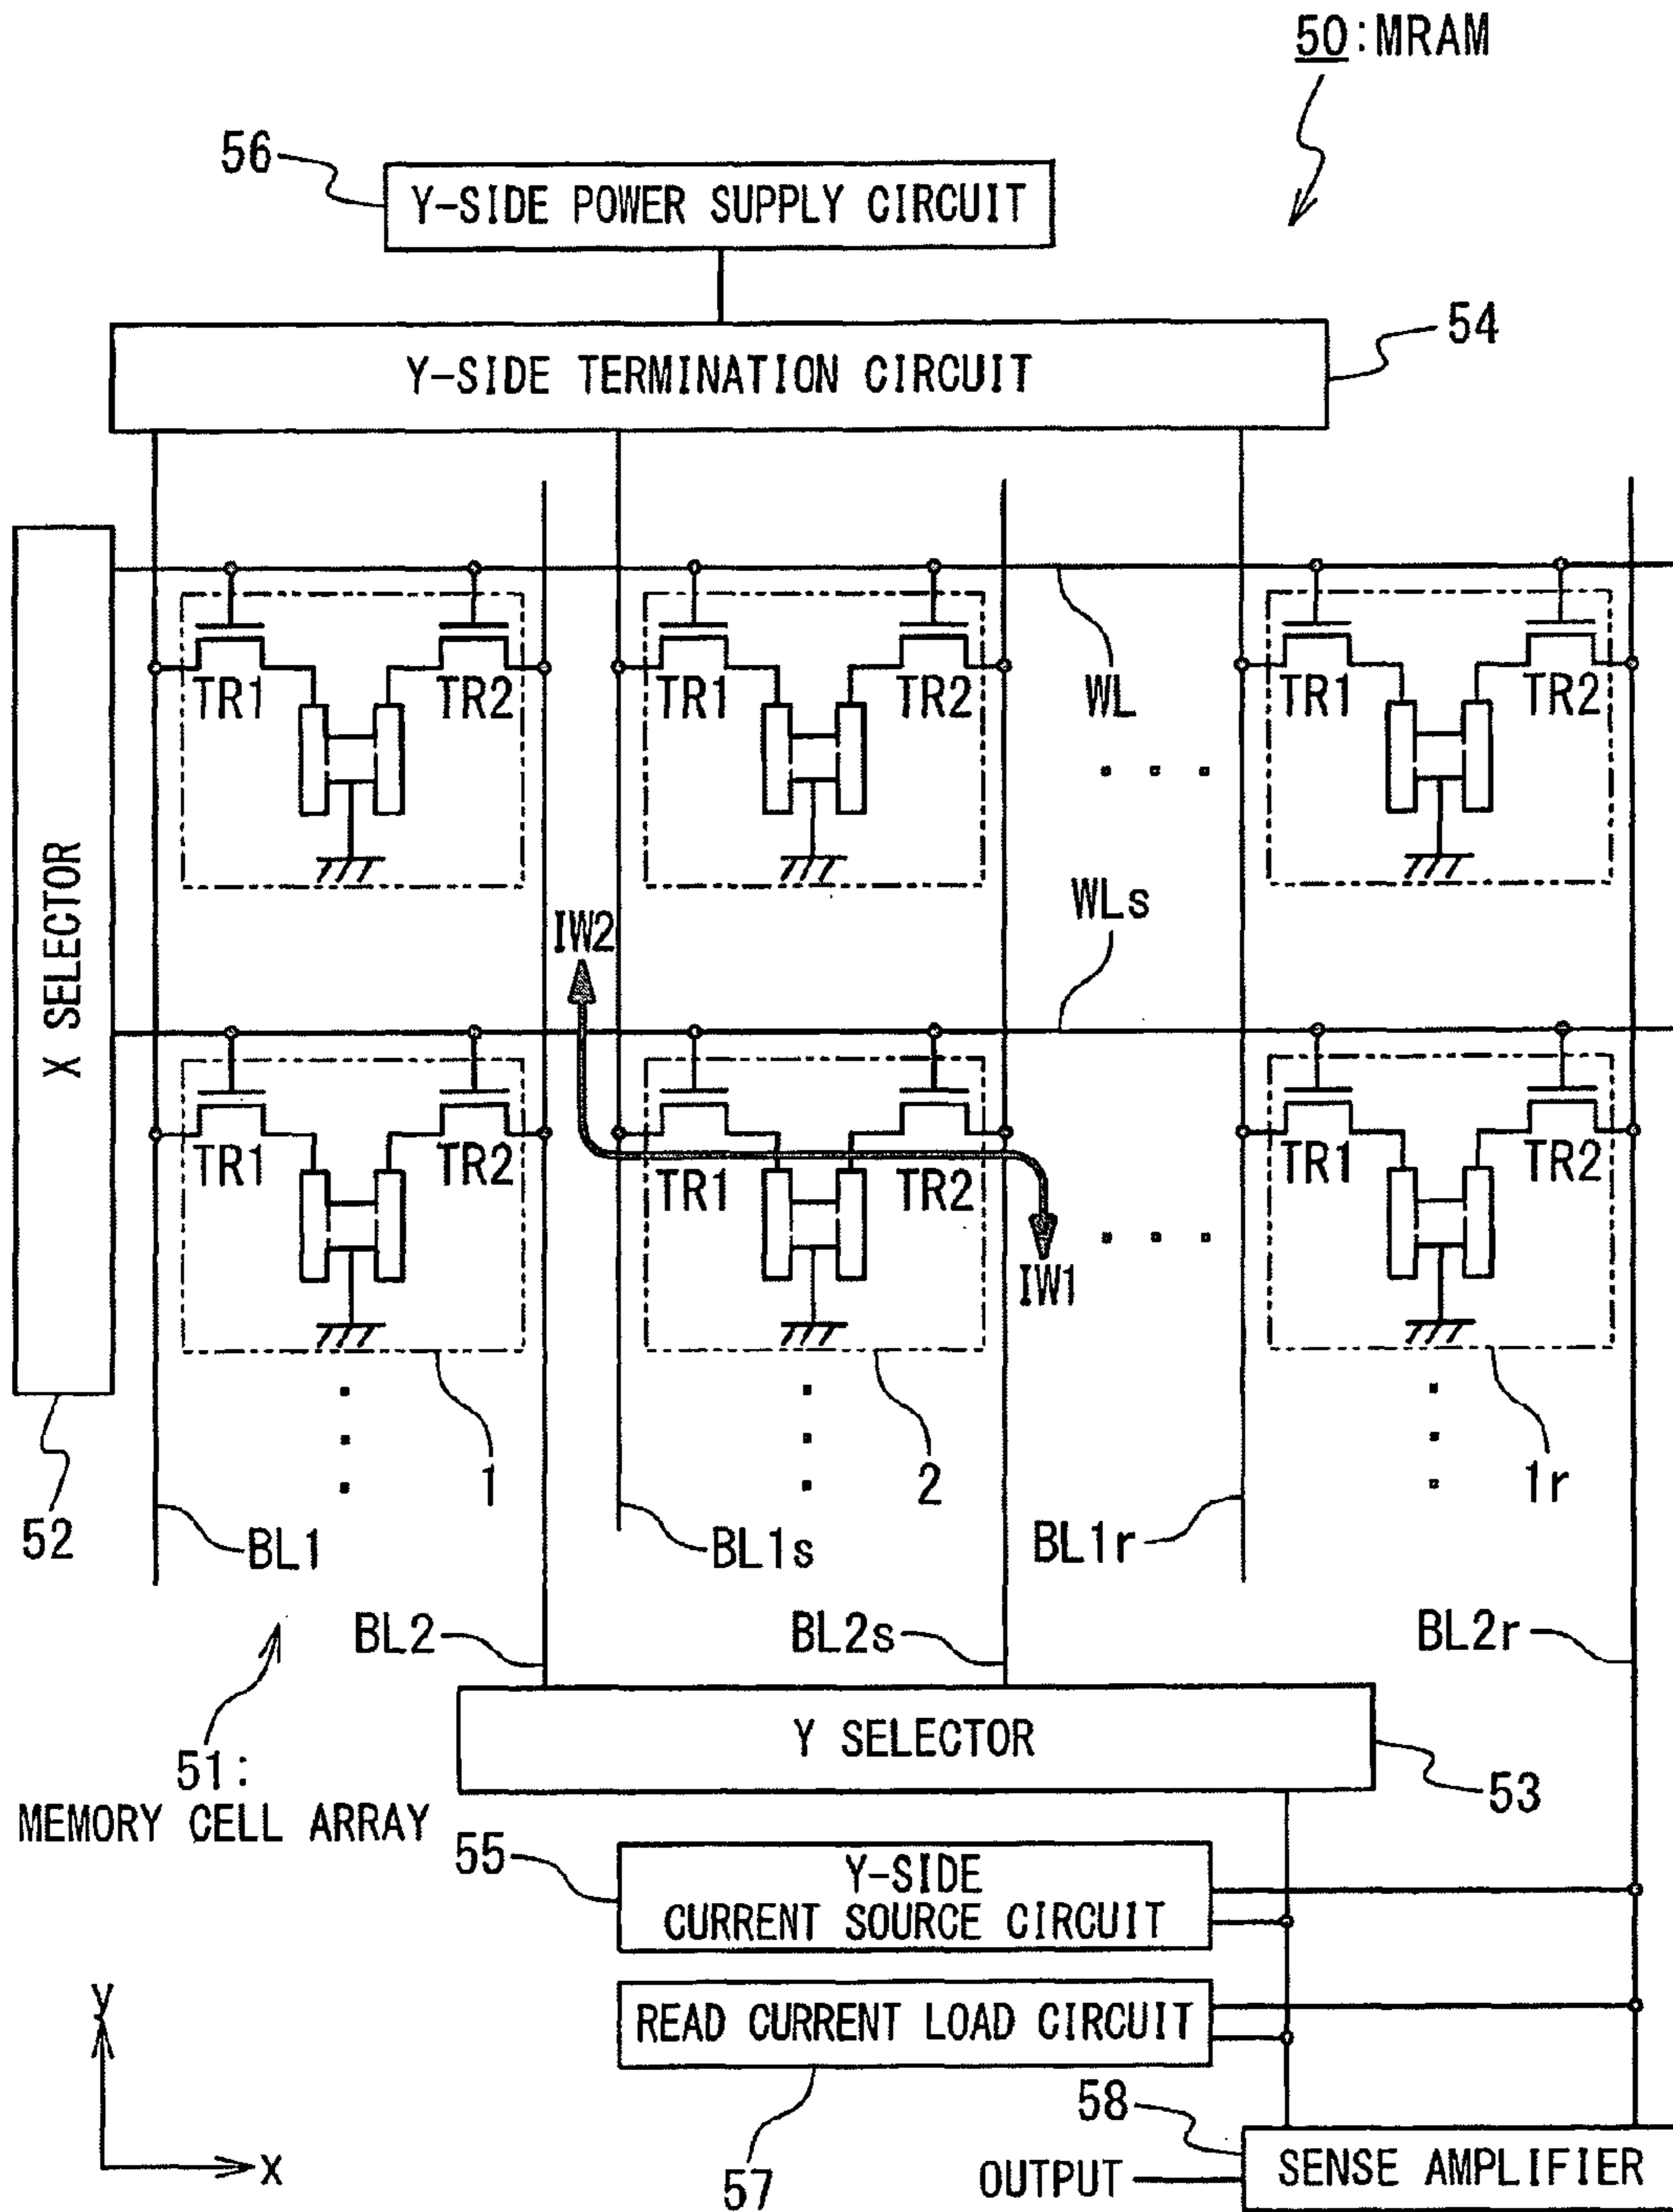 50:MRAM
56
Y-SIDE POWER SUPPLY CIRCUIT
54
Y-SIDE TERMINATION CIRCUIT
TR1 TR2 TR1 TR2 WL TR1 TR2
. . .
X SELECTOR
WLs
IW2
TR1 TR2 TR1 TR2 TR1 TR2
. . .
IW1
52
1
2
1r
BL1
BL1s
BL1r
BL2
BL2s
BL2r
Y SELECTOR
51:
MEMORY CELL ARRAY
53
55
Y-SIDE
CURRENT SOURCE CIRCUIT
READ CURRENT LOAD CIRCUIT
57
58
y
x
OUTPUT
SENSE AMPLIFIER